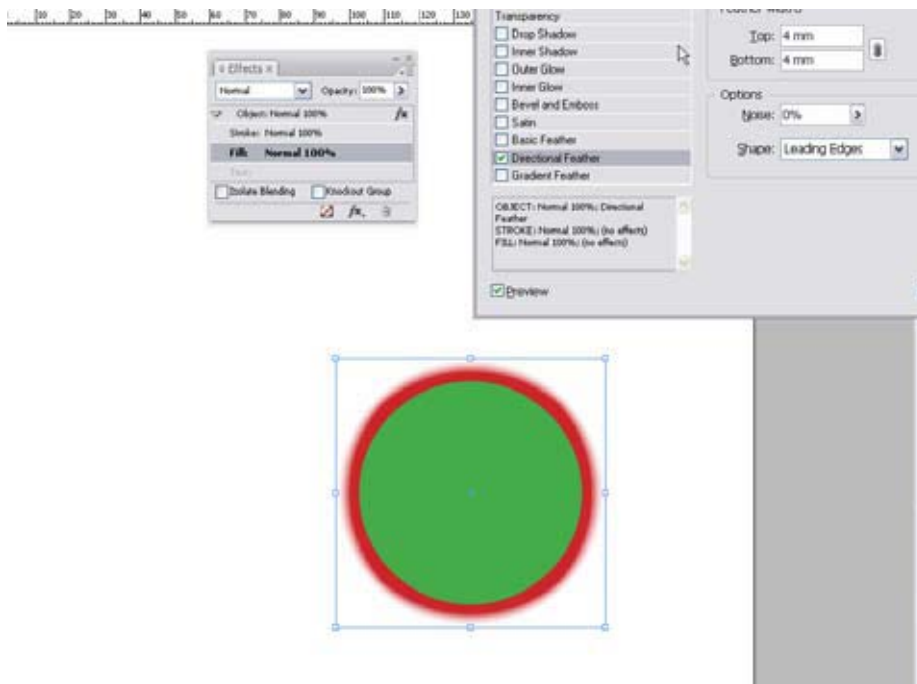 10 20 30 40 50 60 70 80 90 100 110 120 130
Effects x
Normal Opacity: 100%
Object: Normal 100% fx
Stroke: Normal 100%
Fill: Normal 100%
Text:
Isolate Blending Knockout Group
fx.
Transparency
Drop Shadow
Inner Shadow
Outer Glow
Inner Glow
Bevel and Emboss
Satin
Basic Feather
Directional Feather
Gradient Feather
OBJECT: Normal 100%; Directional
Feather
STROKE: Normal 100%; (no effects)
FILL: Normal 100%; (no effects)
Preview
Feather Widths
Top: 4 mm
Bottom: 4 mm
Options
Noise: 0%
Shape: Leading Edges